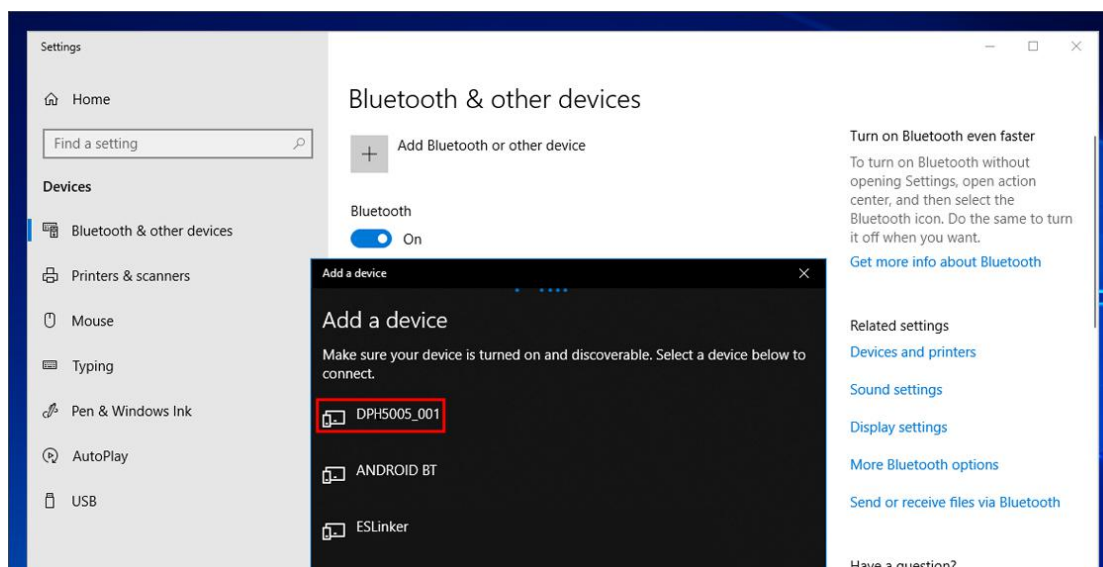 Settings
Home
Find a setting
Devices
Bluetooth & other devices
Printers & scanners
Mouse
Typing
Pen & Windows Ink
AutoPlay
USB
Bluetooth & other devices
Add Bluetooth or other device
Bluetooth
On
Add a device
Add a device
Make sure your device is turned on and discoverable. Select a device below to
connect.
DPH5005_001
ANDROID BT
ESLinker
Turn on Bluetooth even faster
To turn on Bluetooth without
opening Settings, open action
center, and then select the
Bluetooth icon. Do the same to turn
it off when you want.
Get more info about Bluetooth
Related settings
Devices and printers
Sound settings
Display settings
More Bluetooth options
Send or receive files via Bluetooth
Have a question?